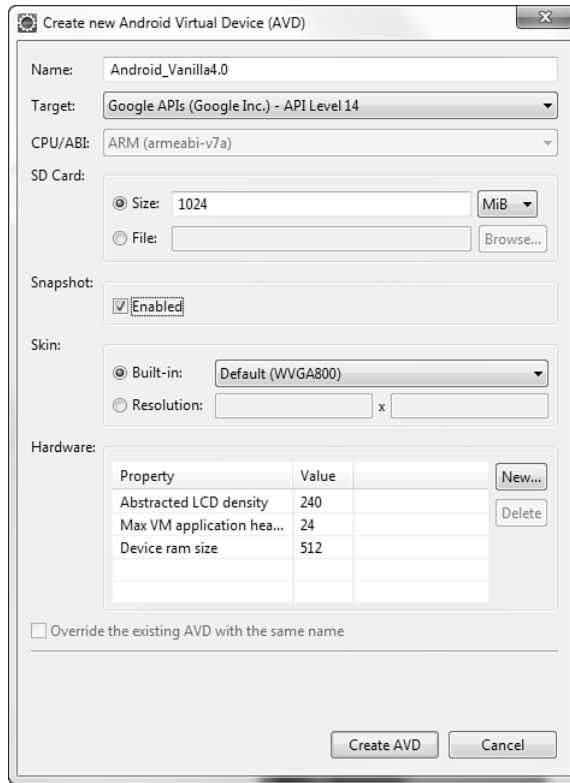 Create new Android Virtual Device (AVD)
x
Name: Android_Vanilla4.0
Target: Google APIs (Google Inc.) - API Level 14
CPU/ABI: ARM (armeabi-v7a)
SD Card:
Size: 1024 MiB
File: Browse...
Snapshot:
Enabled
Skin:
Built-in: Default (WVGA800)
Resolution: x
Hardware:
Property Value New...
Abstracted LCD density 240
Delete
Max VM application hea... 24
Device ram size 512
Override the existing AVD with the same name
Create AVD Cancel